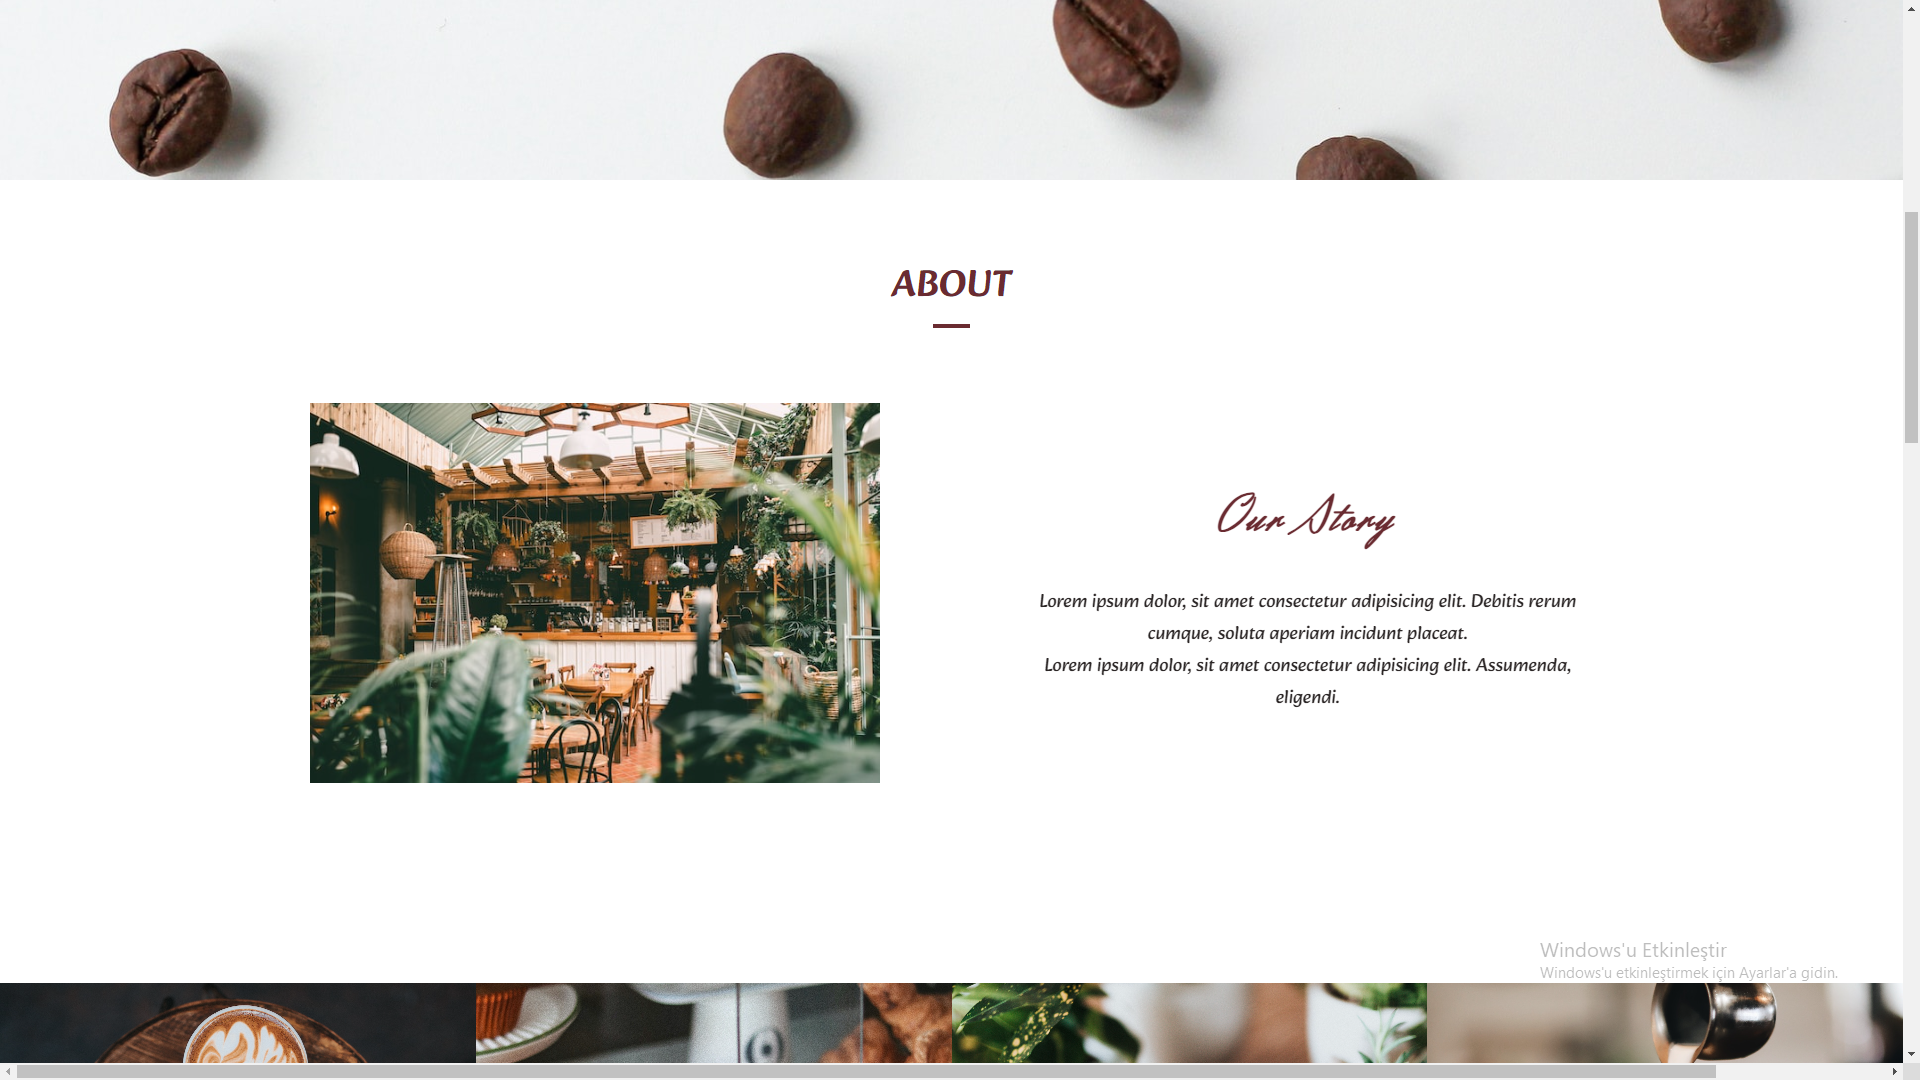 ABOUT
Our Story
Lorem ipsum dolor, sit amet consectetur adipisicing elit. Debitis rerum
cumque, soluta aperiam incidunt placeat.
Lorem ipsum dolor, sit amet consectetur adipisicing elit. Assumenda,
eligendi.
Windows'u Etkinleştir
Windows'u etkinleştirmek için Ayarlar'a gidin.